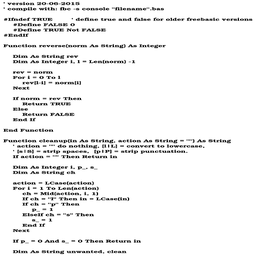 ' version 20-06-2015
' compile with: fbc -s console "filename".bas
#Ifndef TRUE ' define true and false for older freebasic versions
#Define FALSE 0
#Define TRUE Not FALSE
#EndIf
Function reverse(norm As String) As Integer
Dim As String rev
Dim As Integer i, l = Len(norm) -1
rev = norm
For i = 0 To l
rev[l-i] = norm[i]
Next
If norm = rev Then
Return TRUE
Else
Return FALSE
End If
End Function
Function cleanup(in As String, action As String = "") As String
' action = "" do nothing, [l|L] = convert to lowercase,
' [s|S] = strip spaces, [p|P] = strip punctuation.
If action = "" Then Return in
Dim As Integer i, p_, s_
Dim As String ch
action = LCase(action)
For i = 1 To Len(action)
ch = Mid(action, i, 1)
If ch = "l" Then in = LCase(in)
If ch = "p" Then
p_ = 1
ElseIf ch = "s" Then
s_ = 1
End If
Next
If p_ = 0 And s_ = 0 Then Return in
Dim As String unwanted, clean